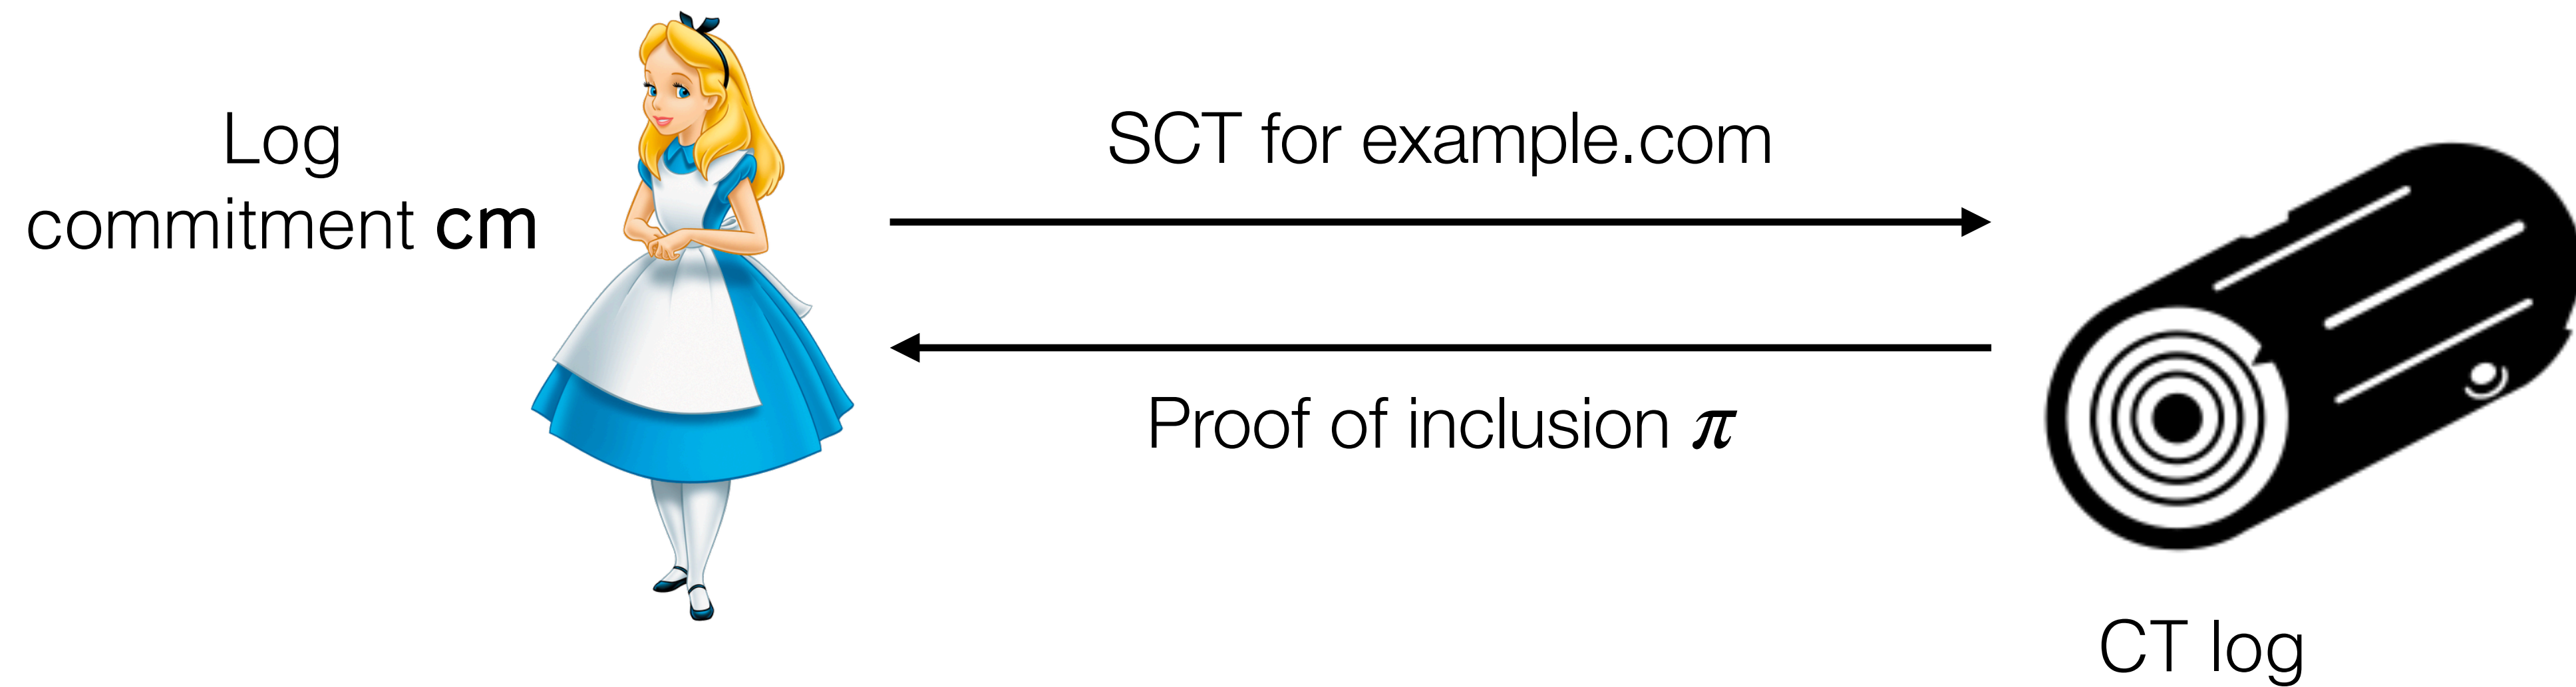 Log
commitment cm
SCT for example.com
Proof of inclusion π
CT log